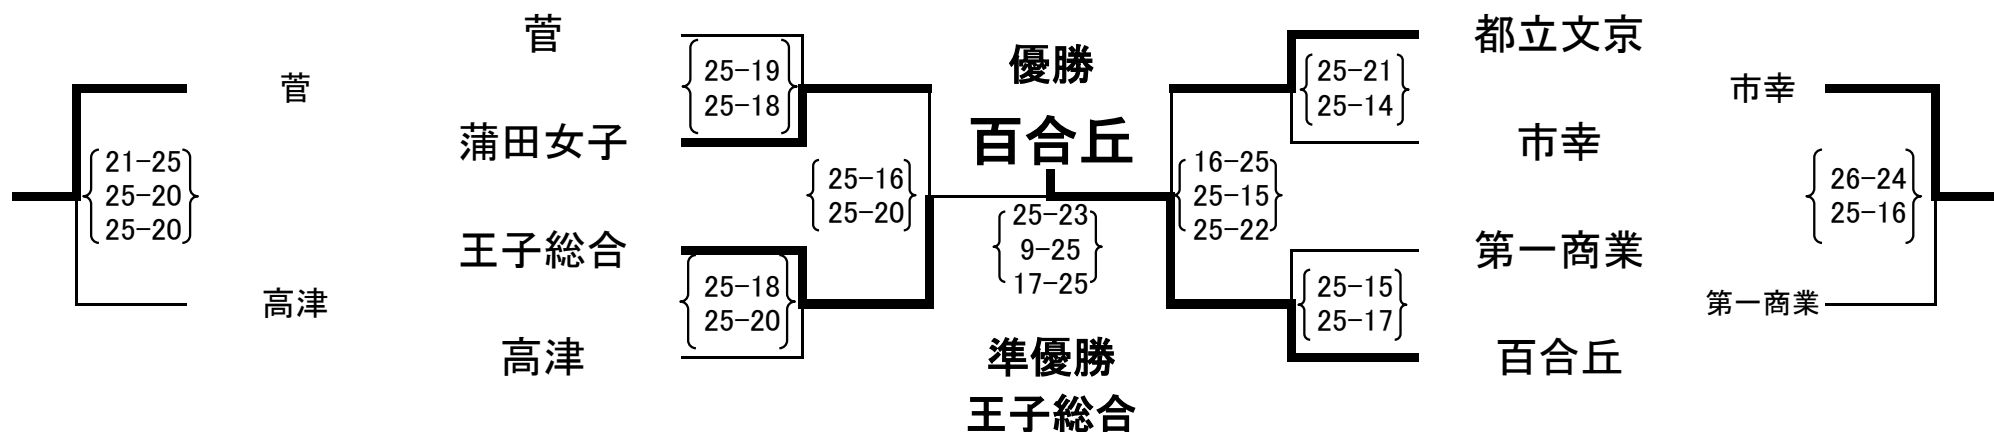 菅
高津
21-25
25-20
25-20
菅
蒲田女子
王子総合
高津
25-19
25-18
25-18
25-20
25-16
25-20
優勝
百合丘
25-23
9-25
17-25
準優勝
王子総合
16-25
25-15
25-22
25-21
25-14
25-15
25-17
都立文京
市幸
第一商業
百合丘
市幸
第一商業
26-24
25-16